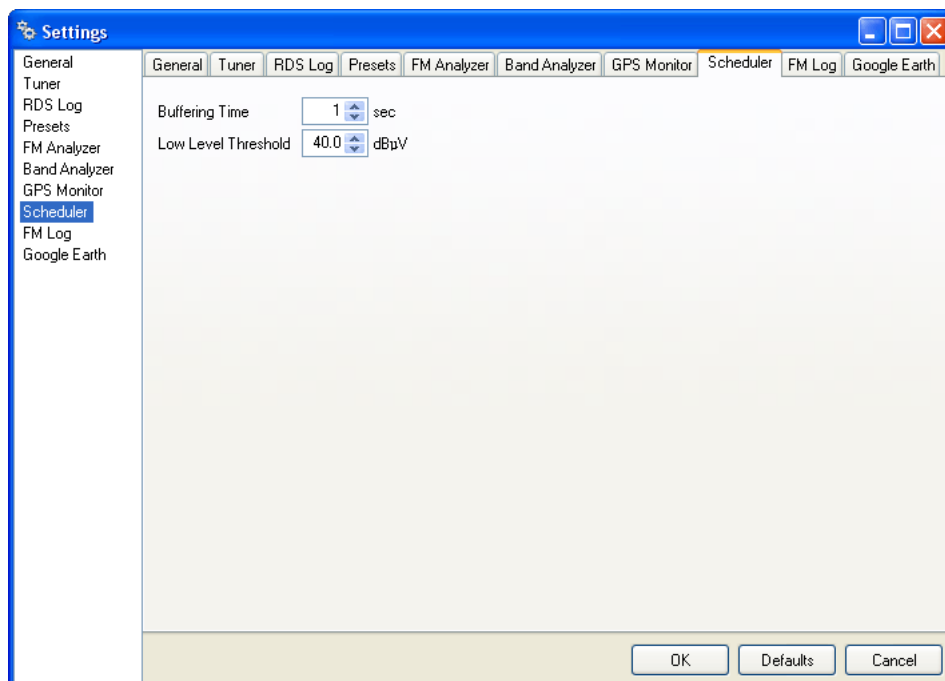 Settings
General
Tuner
RDS Log
Presets
FM Analyzer
Band Analyzer
GPS Monitor
Scheduler
FM Log
Google Earth
General Tuner RDS Log Presets FM Analyzer Band Analyzer GPS Monitor Scheduler FM Log Google Earth
Buffering Time 1 sec
Low Level Threshold 40.0 dBµV
OK Defaults Cancel